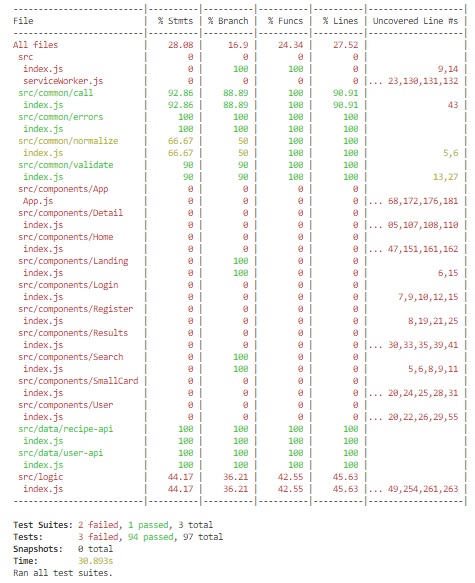 File | % Stmts | % Branch | % Funcs | % Lines | Uncovered Line #s
All files | 28.08 | 16.9 | 24.34 | 27.52 |
src | 0 | 0 | 0 | 0 |
index.js | 0 | 100 | 100 | 0 | 9,14
serviceWorker.js | 0 | 0 | 0 | 0 |... 23,130,131,132
src/common/call | 92.86 | 88.89 | 100 | 90.91 |
index.js | 92.86 | 88.89 | 100 | 90.91 | 43
src/common/errors | 100 | 100 | 100 | 100 |
index.js | 100 | 100 | 100 | 100 |
src/common/normalize | 66.67 | 50 | 100 | 100 |
index.js | 66.67 | 50 | 100 | 100 | 5,6
src/common/validate | 90 | 90 | 100 | 100 |
index.js | 90 | 90 | 100 | 100 | 13,27
src/components/App | 0 | 0 | 0 | 0 |
App.js | 0 | 0 | 0 | 0 |... 68,172,176,181
src/components/Detail | 0 | 0 | 0 | 0 |
index.js | 0 | 0 | 0 | 0 |... 05,107,108,110
src/components/Home | 0 | 0 | 0 | 0 |
index.js | 0 | 0 | 0 | 0 |... 47,151,161,162
src/components/Landing | 0 | 100 | 0 | 0 |
index.js | 0 | 100 | 0 | 0 | 6,15
src/components/Login | 0 | 0 | 0 | 0 |
index.js | 0 | 0 | 0 | 0 | 7,9,10,12,15
src/components/Register | 0 | 0 | 0 | 0 |
index.js | 0 | 0 | 0 | 0 | 8,19,21,25
src/components/Results | 0 | 0 | 0 | 0 |
index.js | 0 | 0 | 0 | 0 |... 30,33,35,39,41
src/components/Search | 0 | 100 | 0 | 0 |
index.js | 0 | 100 | 0 | 0 | 5,6,8,9,11
src/components/SmallCard | 0 | 0 | 0 | 0 |
index.js | 0 | 0 | 0 | 0 |... 20,24,25,28,31
src/components/User | 0 | 0 | 0 | 0 |
index.js | 0 | 0 | 0 | 0 |... 20,22,26,29,55
src/data/recipe-api | 100 | 100 | 100 | 100 |
index.js | 100 | 100 | 100 | 100 |
src/data/user-api | 100 | 100 | 100 | 100 |
index.js | 100 | 100 | 100 | 100 |
src/logic | 44.17 | 36.21 | 42.55 | 45.63 |
index.js | 44.17 | 36.21 | 42.55 | 45.63 |... 49,254,261,263
Test Suites: 2 failed, 1 passed, 3 total
Tests: 3 failed, 94 passed, 97 total
Snapshots: 0 total
Time: 30.893s
Ran all test suites.